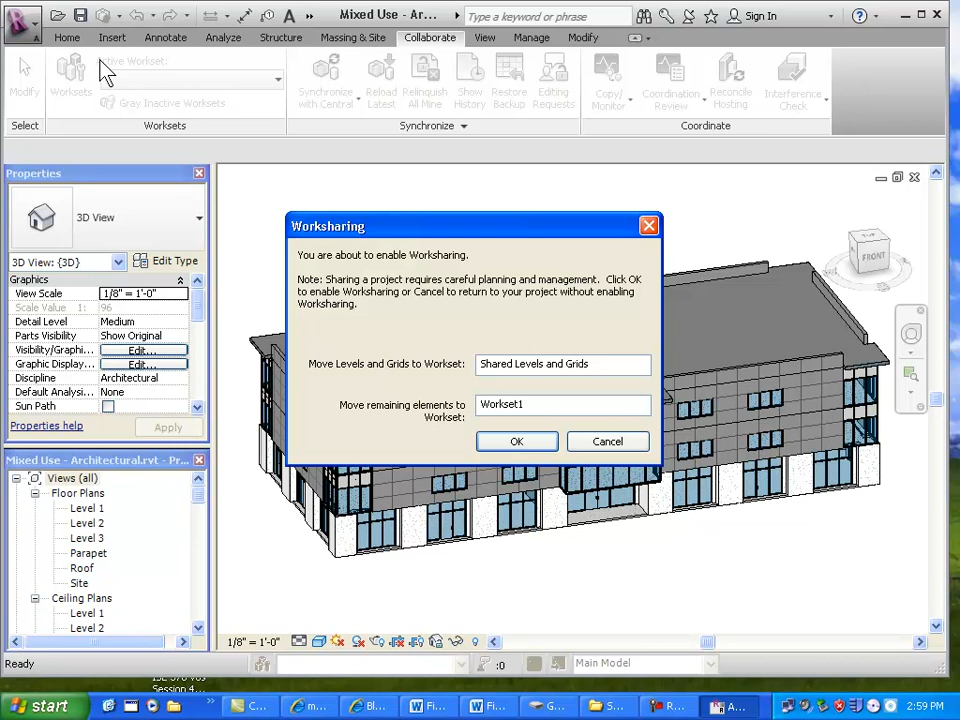 Mixed Use - Ar...
Type a keyword or phrase
Sign In
Home Insert Annotate Analyze Structure Massing & Site Collaborate View Manage Modify
Modify
Worksets
Active Workset:
Gray Inactive Worksets
Synchronize with Central
Reload Latest
Relinquish All Mine
Show History
Restore Backup
Editing Requests
Copy/ Monitor
Coordination Review
Reconcile Hosting
Interference Check
Select Worksets Synchronize Coordinate
Properties
3D View
3D View: {3D} Edit Type
Graphics
View Scale 1/8" = 1'-0"
Scale Value 1: 96
Detail Level Medium
Parts Visibility Show Original
Visibility/Graphi... Edit...
Graphic Display... Edit...
Discipline Architectural
Default Analysi... None
Sun Path
Properties help Apply
Mixed Use - Architectural.rvt - Pr...
Views (all)
Floor Plans
Level 1
Level 2
Level 3
Parapet
Roof
Site
Ceiling Plans
Level 1
Level 2
TOP
FRONT
Worksharing
You are about to enable Worksharing.
Note: Sharing a project requires careful planning and management. Click OK
to enable Worksharing or Cancel to return to your project without enabling
Worksharing.
Move Levels and Grids to Workset: Shared Levels and Grids
Move remaining elements to Workset1
Workset:
OK Cancel
1/8" = 1'-0"
Ready
:0
Main Model
Session 4...
start
C...
m...
Bl...
Fi...
Fi...
G...
S...
R...
A...
2:59 PM